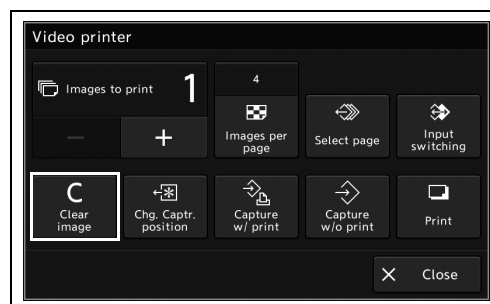 Video printer
Images to print 1
4
Images per
page
Select page
Input
switching
C
Clear
image
Chg. Captr.
position
Capture
w/ print
Capture
w/o print
Print
Close